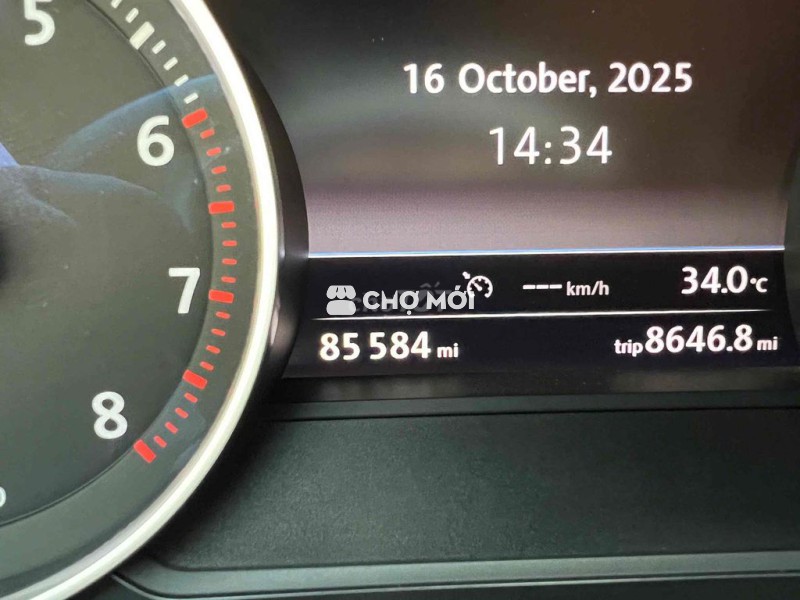 5
6
7
8
16 October, 2025
14:34
--- km/h
34.0°C
CHỢ MỚI
85 584 mi
trip 8646.8 mi